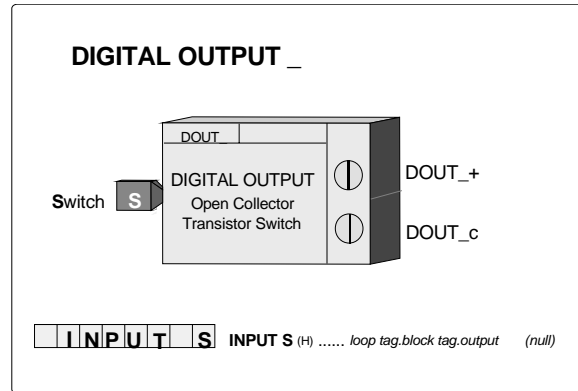 DIGITAL OUTPUT _
DOUT_
DIGITAL OUTPUT
Open Collector
Transistor Switch
Switch S
DOUT_+
DOUT_c
INPUT S INPUT S (H) ...... loop tag.block tag.output (null)